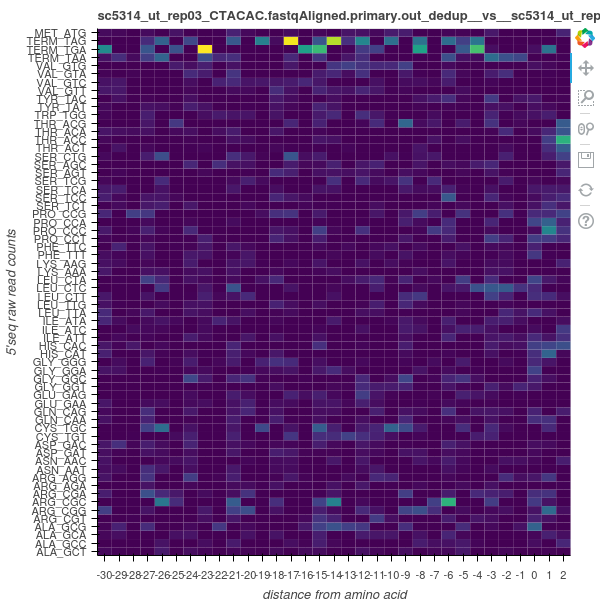 sc5314_ut_rep03_CTACAC.fastqAligned.primary.out_dedup__vs__sc5314_ut_rep
MET_ATG
TERM_TAG
TERM_TGA
TERM_TAA
VAL_GTG
VAL_GTA
VAL_GTC
VAL_GTT
TYR_TAC
TYR_TAT
TRP_TGG
THR_ACG
THR_ACA
THR_ACC
THR_ACT
SER_CTG
SER_AGC
SER_AGT
SER_TCG
SER_TCA
SER_TCC
SER_TCT
PRO_CCG
PRO_CCA
PRO_CCC
PRO_CCT
PHE_TTC
PHE_TTT
LYS_AAG
LYS_AAA
LEU_CTA
LEU_CTC
LEU_CTT
LEU_TTG
LEU_TTA
ILE_ATA
ILE_ATC
ILE_ATT
HIS_CAC
HIS_CAT
GLY_GGG
GLY_GGA
GLY_GGC
GLY_GGT
GLU_GAG
GLU_GAA
GLN_CAG
GLN_CAA
CYS_TGC
CYS_TGT
ASP_GAC
ASP_GAT
ASN_AAC
ASN_AAT
ARG_AGG
ARG_AGA
ARG_CGA
ARG_CGC
ARG_CGG
ARG_CGT
ALA_GCG
ALA_GCA
ALA_GCC
ALA_GCT
5'seq raw read counts
-30 -29 -28 -27 -26 -25 -24 -23 -22 -21 -20 -19 -18 -17 -16 -15 -14 -13 -12 -11 -10 -9 -8 -7 -6 -5 -4 -3 -2 -1 0 1 2
distance from amino acid